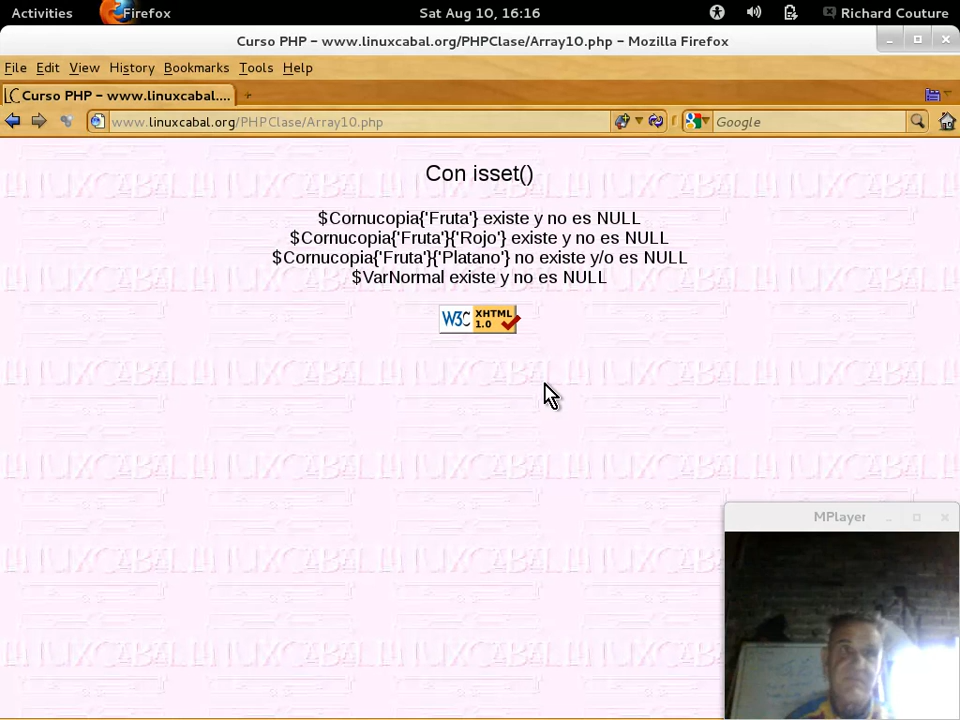 Activities Firefox Sat Aug 10, 16:16 Richard Couture
Curso PHP – www.linuxcabal.org/PHPClase/Array10.php – Mozilla Firefox
File Edit View History Bookmarks Tools Help
Curso PHP – www.linuxcabal....
www.linuxcabal.org/PHPClase/Array10.php Google
Con isset()
$Cornucopia{'Fruta'} existe y no es NULL
$Cornucopia{'Fruta'}{'Rojo'} existe y no es NULL
$Cornucopia{'Fruta'}{'Platano'} no existe y/o es NULL
$VarNormal existe y no es NULL
W3C XHTML 1.0
MPlayer